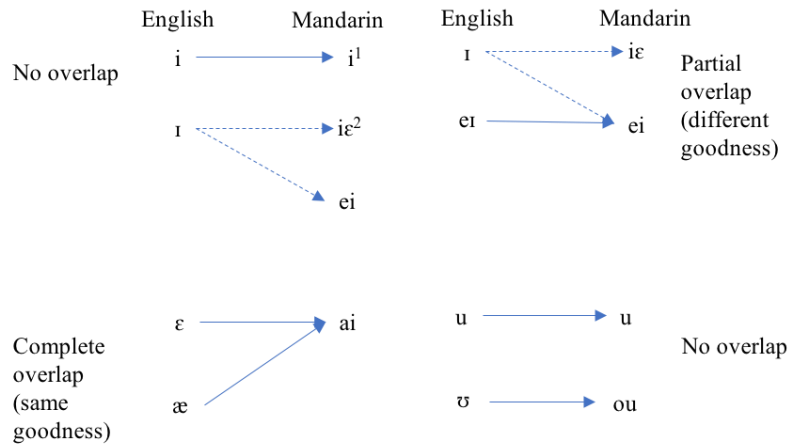 English Mandarin
No overlap
i i¹
ɪ iɛ²
ei
English Mandarin
ɪ iɛ
eɪ ei
Partial
overlap
(different
goodness)
Complete
overlap
(same
goodness)
ɛ ai
æ
u u
ʊ ou
No overlap